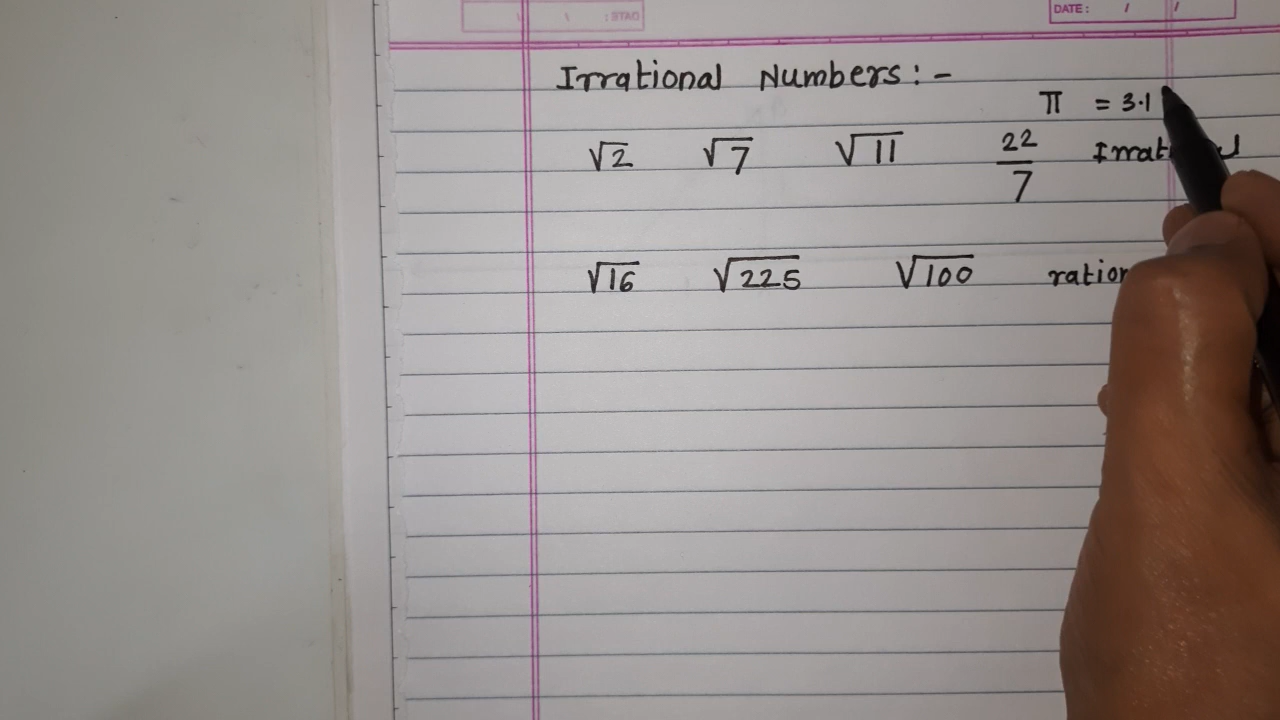 DATE : / /
Irrational Numbers : -
π = 3.1
√2 √7 √11 22/7
√16 √225 √100